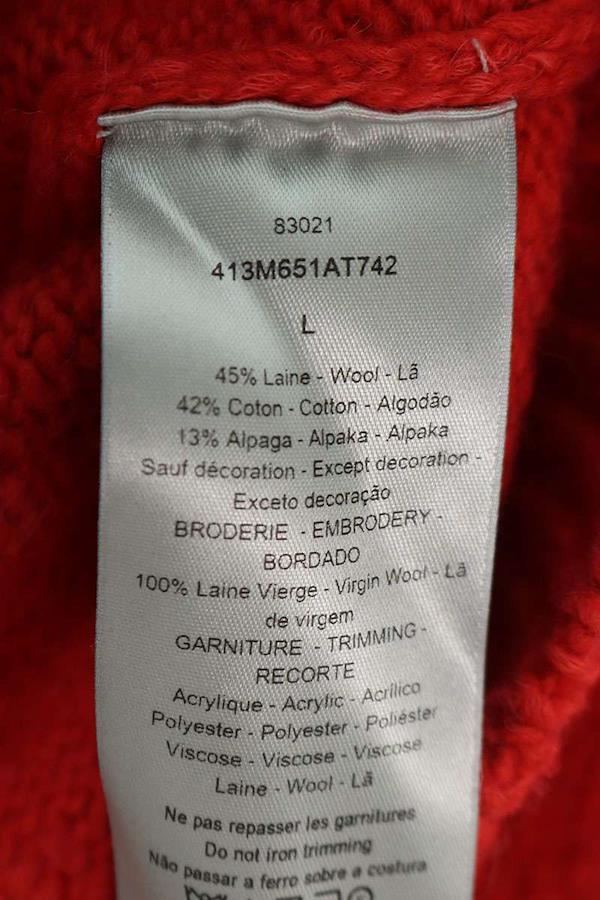 83021
413M651AT742
L
45% Laine - Wool - Lã
42% Coton - Cotton - Algodão
13% Alpaga - Alpaka - Alpaka
Sauf décoration - Except decoration -
Exceto decoração
BRODERIE - EMBRODERY -
BORDADO
100% Laine Vierge - Virgin Wool - Lã
de virgem
GARNITURE - TRIMMING -
RECORTE
Acrylique - Acrylic - Acrílico
Polyester - Polyester - Poliéster
Viscose - Viscose - Viscose
Laine - Wool - Lã
Ne pas repasser les garnitures
Do not iron trimming
Não passar a ferro sobre a costura